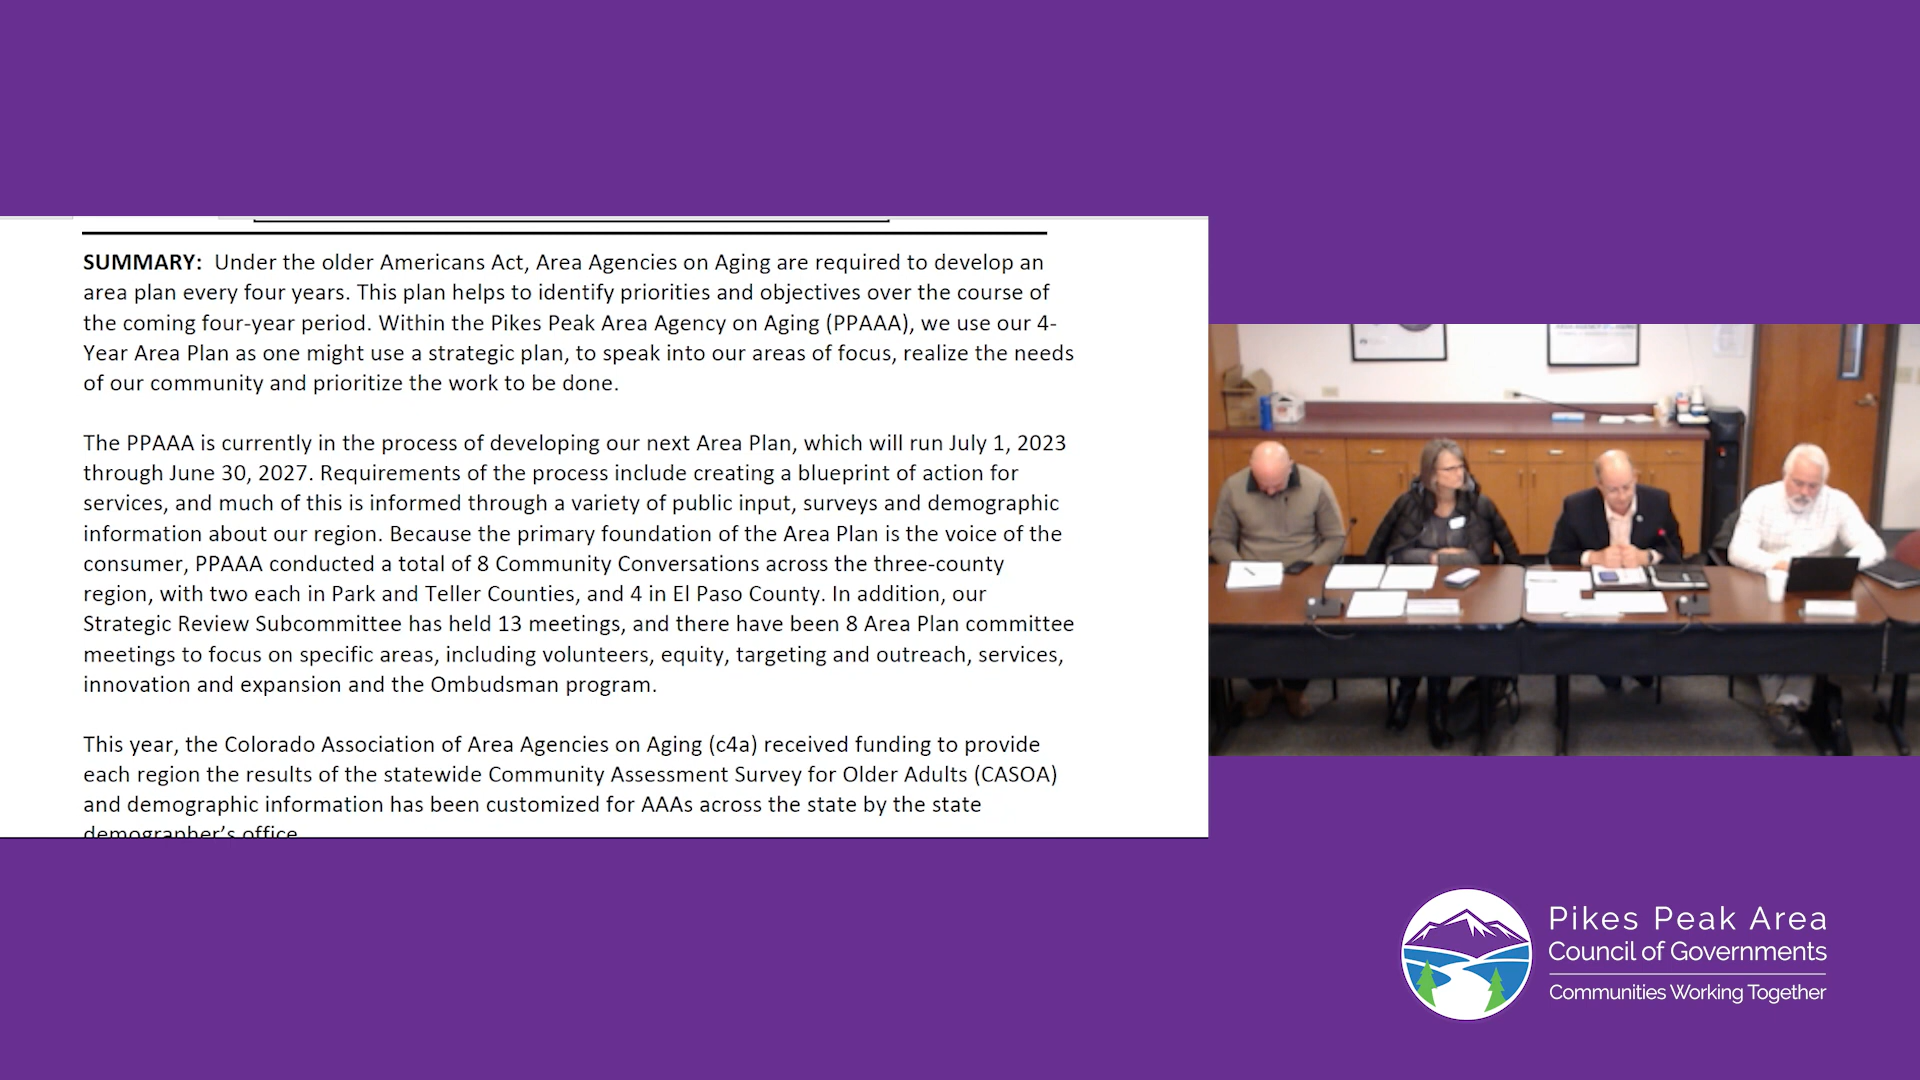 SUMMARY: Under the older Americans Act, Area Agencies on Aging are required to develop an
area plan every four years. This plan helps to identify priorities and objectives over the course of
the coming four-year period. Within the Pikes Peak Area Agency on Aging (PPAAA), we use our 4-
Year Area Plan as one might use a strategic plan, to speak into our areas of focus, realize the needs
of our community and prioritize the work to be done.
The PPAAA is currently in the process of developing our next Area Plan, which will run July 1, 2023
through June 30, 2027. Requirements of the process include creating a blueprint of action for
services, and much of this is informed through a variety of public input, surveys and demographic
information about our region. Because the primary foundation of the Area Plan is the voice of the
consumer, PPAAA conducted a total of 8 Community Conversations across the three-county
region, with two each in Park and Teller Counties, and 4 in El Paso County. In addition, our
Strategic Review Subcommittee has held 13 meetings, and there have been 8 Area Plan committee
meetings to focus on specific areas, including volunteers, equity, targeting and outreach, services,
innovation and expansion and the Ombudsman program.
This year, the Colorado Association of Area Agencies on Aging (c4a) received funding to provide
each region the results of the statewide Community Assessment Survey for Older Adults (CASOA)
and demographic information has been customized for AAAs across the state by the state
demographer's office.
Pikes Peak Area
Council of Governments
Communities Working Together